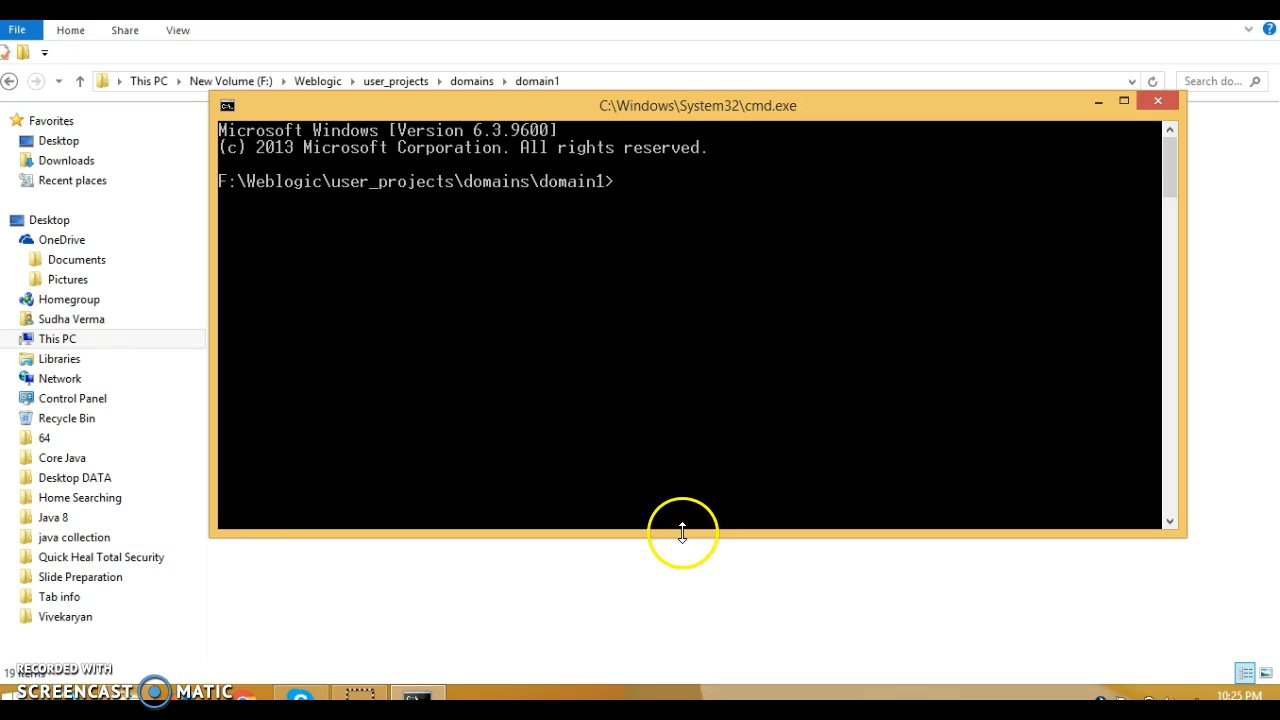 File Home Share View
This PC New Volume (F:) Weblogic user_projects domains domain1 Search do...
C:\Windows\System32\cmd.exe
Microsoft Windows [Version 6.3.9600]
(c) 2013 Microsoft Corporation. All rights reserved.
F:\Weblogic\user_projects\domains\domain1>
Favorites
Desktop
Downloads
Recent places
Desktop
OneDrive
Documents
Pictures
Homegroup
Sudha Verma
This PC
Libraries
Network
Control Panel
Recycle Bin
64
Core Java
Desktop DATA
Home Searching
Java 8
java collection
Quick Heal Total Security
Slide Preparation
Tab info
Vivekaryan
19 items
RECORDED WITH
SCREENCAST MATIC
10:25 PM